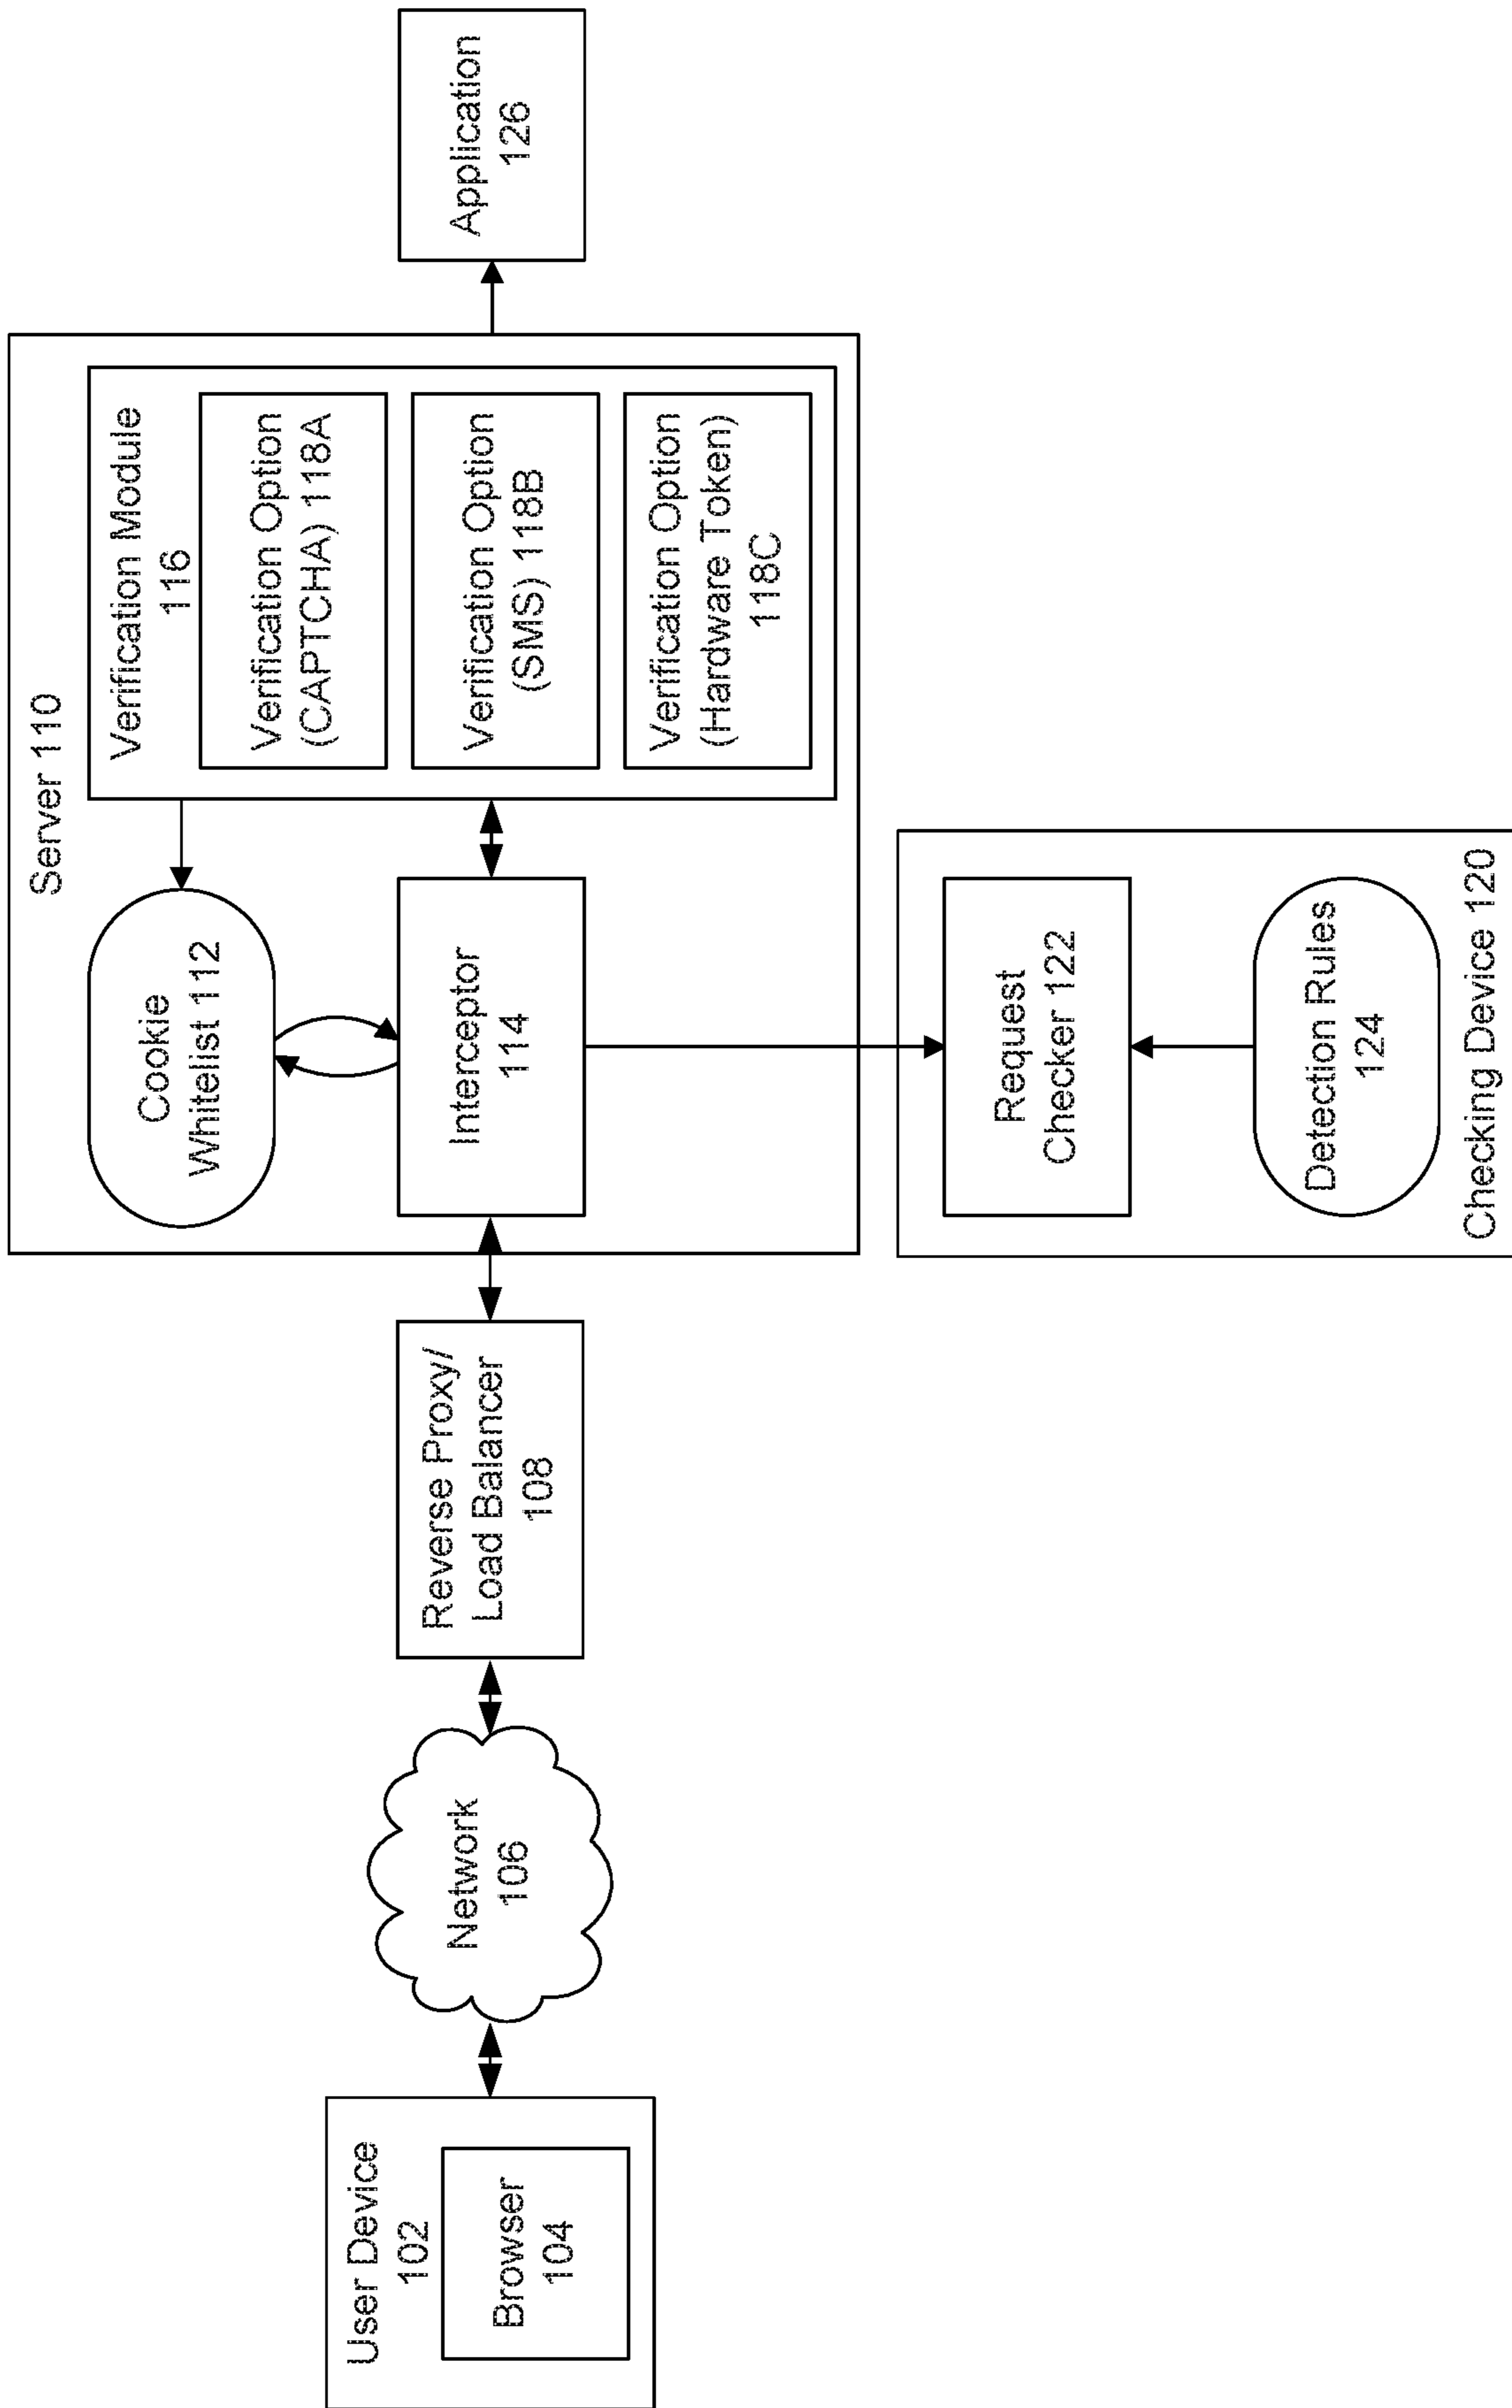 User Device
102
Browser
104
Network
106
Reverse Proxy/
Load Balancer
108
Server 110
Cookie
Whitelist 112
Interceptor
114
Verification Module
116
Verification Option
(CAPTCHA) 118A
Verification Option
(SMS) 118B
Verification Option
(Hardware Token)
118C
Request
Checker 122
Detection Rules
124
Checking Device 120
Application
126